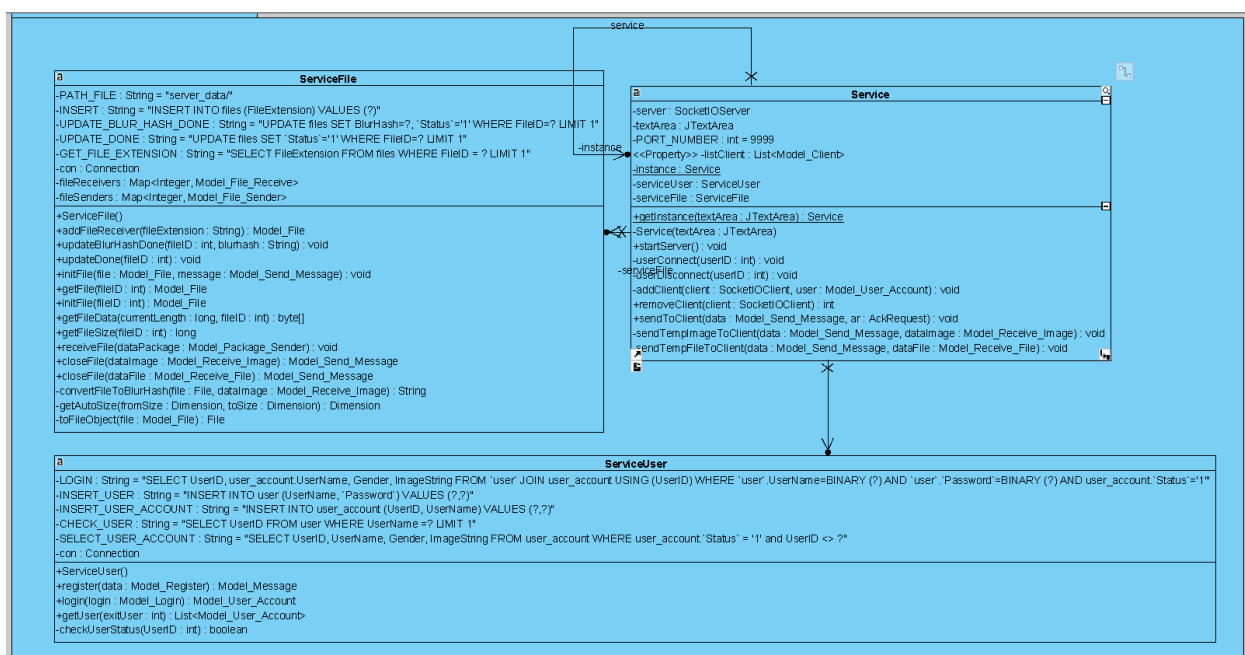 service
a
ServiceFile
-PATH_FILE : String = "server_data/"
-INSERT : String = "INSERT INTO files (FileExtension) VALUES (?)"
-UPDATE_BLUR_HASH_DONE : String = "UPDATE files SET BlurHash=?, `Status`='1' WHERE FileID=? LIMIT 1"
-UPDATE_DONE : String = "UPDATE files SET `Status`='1' WHERE FileID=? LIMIT 1"
-GET_FILE_EXTENSION : String = "SELECT FileExtension FROM files WHERE FileID = ? LIMIT 1"
-con : Connection
-fileReceivers : Map<Integer, Model_File_Receive>
-fileSenders : Map<Integer, Model_File_Sender>
+ServiceFile()
+addFileReceiver(fileExtension : String) : Model_File
+updateBlurHashDone(fileID : int, blurhash : String) : void
+updateDone(fileID : int) : void
+initFile(file : Model_File, message : Model_Send_Message) : void
+getFile(fileID : int) : Model_File
+initFile(fileID : int) : Model_File
+getFileData(currentLength : long, fileID : int) : byte[]
+getFileSize(fileID : int) : long
+receiveFile(dataPackage : Model_Package_Sender) : void
+closeFile(dataImage : Model_Receive_Image) : Model_Send_Message
+closeFile(dataFile : Model_Receive_File) : Model_Send_Message
-convertFileToBlurHash(file : File, dataImage : Model_Receive_Image) : String
-getAutoSize(fromSize : Dimension, toSize : Dimension) : Dimension
-toFileObject(file : Model_File) : File
-instance
-serviceFile
a
Service
-server : SocketIOServer
-textArea : JTextArea
-PORT_NUMBER : int = 9999
<<Property>> -listClient : List<Model_Client>
-instance : Service
-serviceUser : ServiceUser
-serviceFile : ServiceFile
+getInstance(textArea : JTextArea) : Service
-Service(textArea : JTextArea)
+startServer() : void
-userConnect(userID : int) : void
-userDisconnect(userID : int) : void
-addClient(client : SocketIOClient, user : Model_User_Account) : void
+removeClient(client : SocketIOClient) : int
+sendToClient(data : Model_Send_Message, ar : AckRequest) : void
-sendTempImageToClient(data : Model_Send_Message, dataImage : Model_Receive_Image) : void
-sendTempFileToClient(data : Model_Send_Message, dataFile : Model_Receive_File) : void
a
ServiceUser
-LOGIN : String = "SELECT UserID, user_account.UserName, Gender, ImageString FROM `user` JOIN user_account USING (UserID) WHERE `user`.UserName=BINARY (?) AND `user`.`Password`=BINARY (?) AND user_account.`Status`='1'"
-INSERT_USER : String = "INSERT INTO user (UserName, `Password`) VALUES (?,?)"
-INSERT_USER_ACCOUNT : String = "INSERT INTO user_account (UserID, UserName) VALUES (?,?)"
-CHECK_USER : String = "SELECT UserID FROM user WHERE UserName =? LIMIT 1"
-SELECT_USER_ACCOUNT : String = "SELECT UserID, UserName, Gender, ImageString FROM user_account WHERE user_account.`Status` = '1' and UserID <> ?"
-con : Connection
+ServiceUser()
+register(data : Model_Register) : Model_Message
+login(login : Model_Login) : Model_User_Account
+getUser(exitUser : int) : List<Model_User_Account>
-checkUserStatus(UserID : int) : boolean